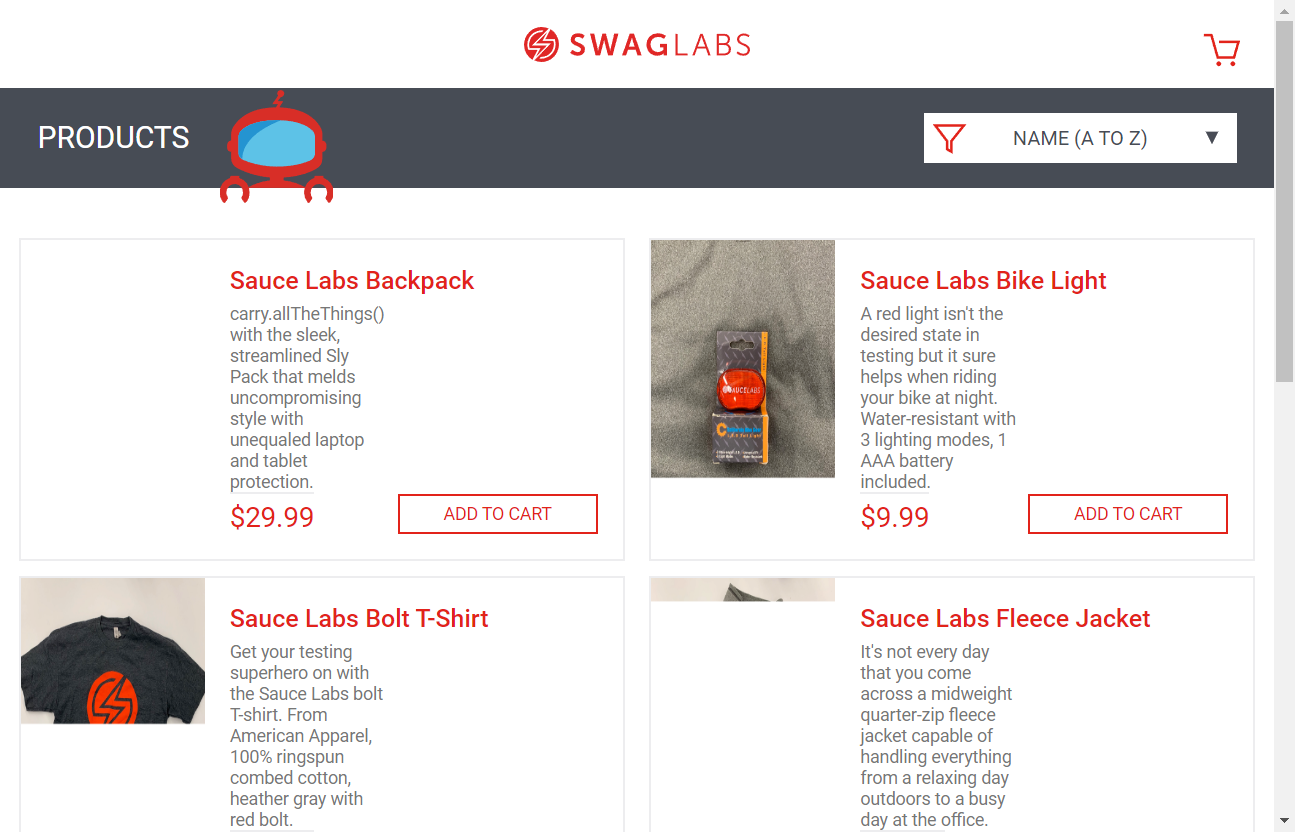 SWAGLABS
PRODUCTS
NAME (A TO Z)
Sauce Labs Backpack
carry.allTheThings()
with the sleek,
streamlined Sly
Pack that melds
uncompromising
style with
unequaled laptop
and tablet
protection.
$29.99
ADD TO CART
Sauce Labs Bike Light
A red light isn't the
desired state in
testing but it sure
helps when riding
your bike at night.
Water-resistant with
3 lighting modes, 1
AAA battery
included.
$9.99
ADD TO CART
SAUCELABS
Sauce Labs Bolt T-Shirt
Get your testing
superhero on with
the Sauce Labs bolt
T-shirt. From
American Apparel,
100% ringspun
combed cotton,
heather gray with
red bolt.
Sauce Labs Fleece Jacket
It's not every day
that you come
across a midweight
quarter-zip fleece
jacket capable of
handling everything
from a relaxing day
outdoors to a busy
day at the office.